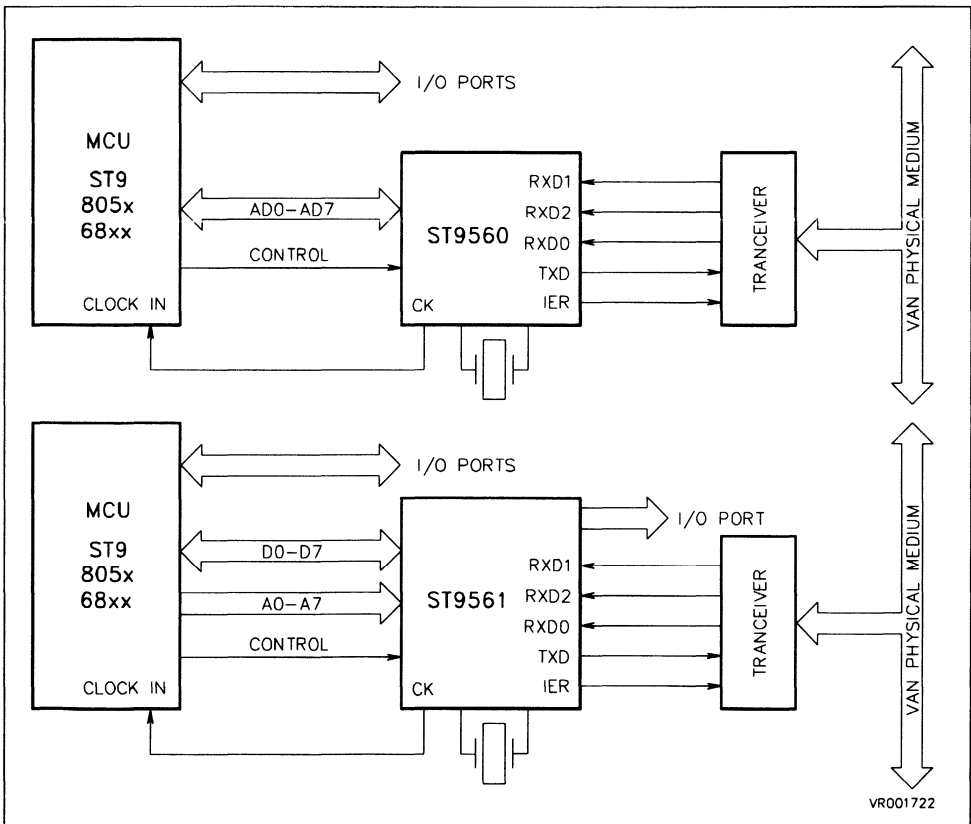 I/O PORTS
MCU
ST9
805x
68xx
AD0-AD7
CONTROL
CLOCK IN
ST9560
CK
RXD1
RXD2
RXD0
TXD
IER
TRANCEIVER
VAN PHYSICAL MEDIUM
I/O PORTS
MCU
ST9
805x
68xx
D0-D7
A0-A7
CONTROL
CLOCK IN
ST9561
CK
I/O PORT
RXD1
RXD2
RXD0
TXD
IER
TRANCEIVER
VAN PHYSICAL MEDIUM
VR001722